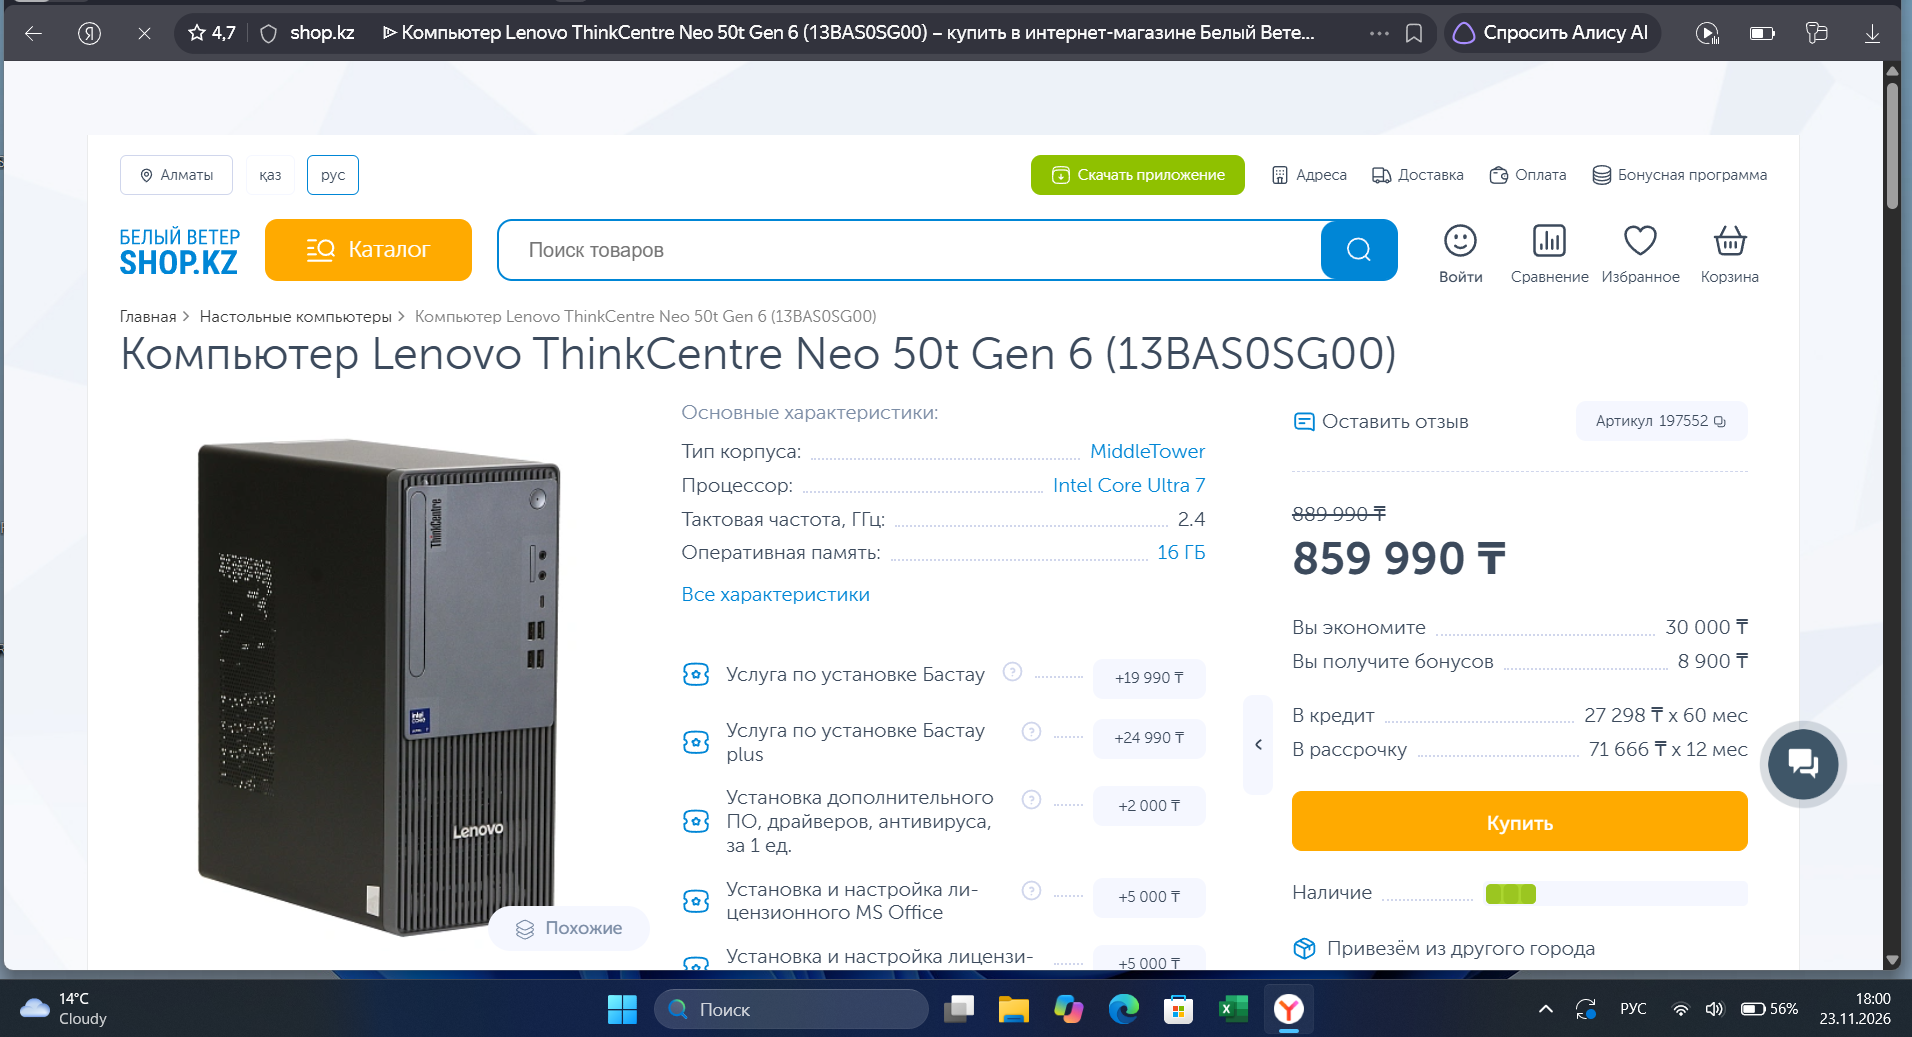 4,7
shop.kz
Компьютер Lenovo ThinkCentre Neo 50t Gen 6 (13BAS0SG00) – купить в интернет-магазине Белый Вете...
Спросить Алису AI
Алматы
қаз
рус
Скачать приложение
Адреса
Доставка
Оплата
Бонусная программа
БЕЛЫЙ ВЕТЕР
SHOP.KZ
Каталог
Поиск товаров
Войти
Сравнение
Избранное
Корзина
Главная > Настольные компьютеры > Компьютер Lenovo ThinkCentre Neo 50t Gen 6 (13BAS0SG00)
Компьютер Lenovo ThinkCentre Neo 50t Gen 6 (13BAS0SG00)
ThinkCentre
intel
Lenovo
Похожие
Основные характеристики:
Тип корпуса: MiddleTower
Процессор: Intel Core Ultra 7
Тактовая частота, ГГц: 2.4
Оперативная память: 16 ГБ
Все характеристики
Услуга по установке Бастау ? +19 990 ₸
Услуга по установке Бастау
plus ? +24 990 ₸
Установка дополнительного
ПО, драйверов, антивируса,
за 1 ед. ? +2 000 ₸
Установка и настройка ли-
цензионного MS Office ? +5 000 ₸
Установка и настройка лицензи-
+5 000 ₸
Оставить отзыв
Артикул 197552
889 990 ₸
859 990 ₸
Вы экономите 30 000 ₸
Вы получите бонусов 8 900 ₸
В кредит 27 298 ₸ x 60 мес
В рассрочку 71 666 ₸ x 12 мес
Купить
Наличие
Привезём из другого города
14°C
Cloudy
Поиск
РУС
56%
18:00
23.11.2026